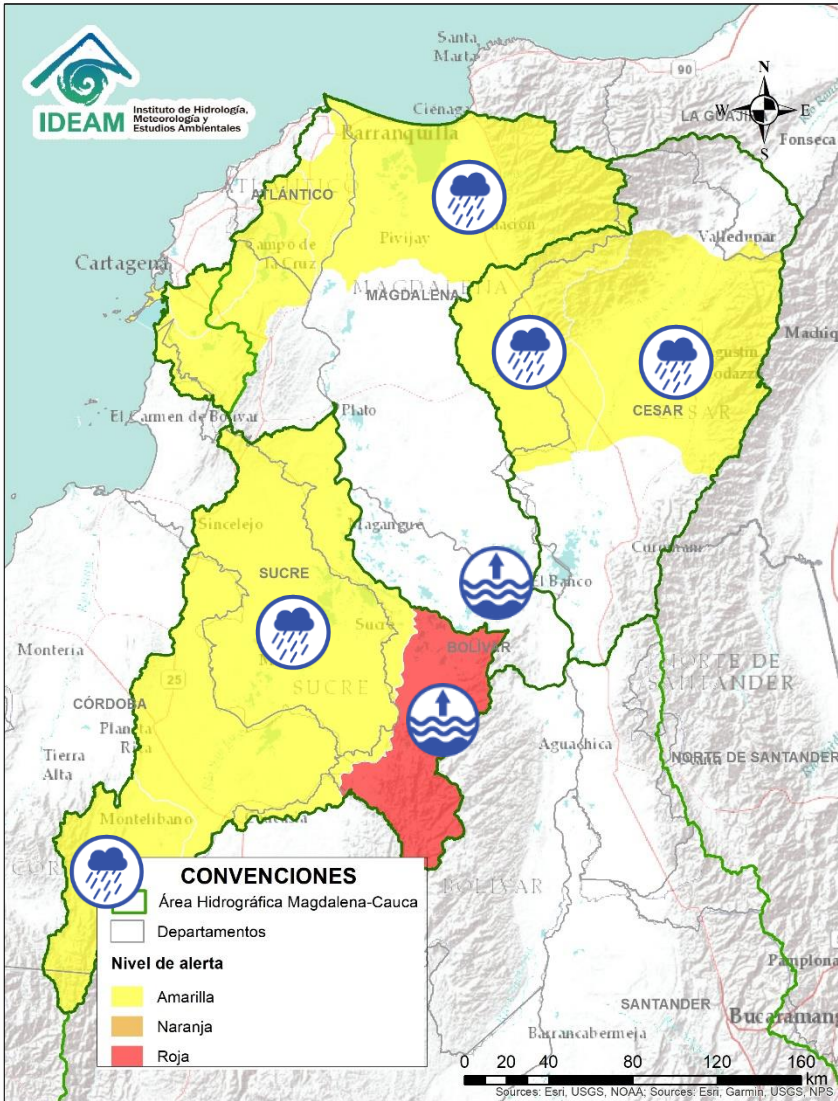 IDEAM
Instituto de Hidrología,
Meteorología y
Estudios Ambientales
Santa
Marta
90
N
W
E
S
LA GUAJIRA
Fonseca
Ciénaga
Barranquilla
ATLÁNTICO
Valledupar
Pivijay
Campo de
la Cruz
Cartagena
MAGDALENA
MAGDALENA
CESAR
El Carmen de Bolívar
Plato
Sincelejo
Magangue
SUCRE
El Banco
Sucre
BOLÍVAR
Montería
25
SUCRE
NORTE DE
SANTANDER
CÓRDOBA
Planeta
Rica
Tierra
Alta
Aguachica
NORTE DE SANTANDER
Montelíbano
BOLÍVAR
CONVENCIONES
Área Hidrográfica Magdalena-Cauca
Departamentos
Nivel de alerta
Amarilla
Naranja
Roja
Pamplona
SANTANDER
Barrancabermeja
0 20 40 80 120 160
km
Sources: Esri, USGS, NOAA; Sources: Esri, Garmin, USGS, NPS